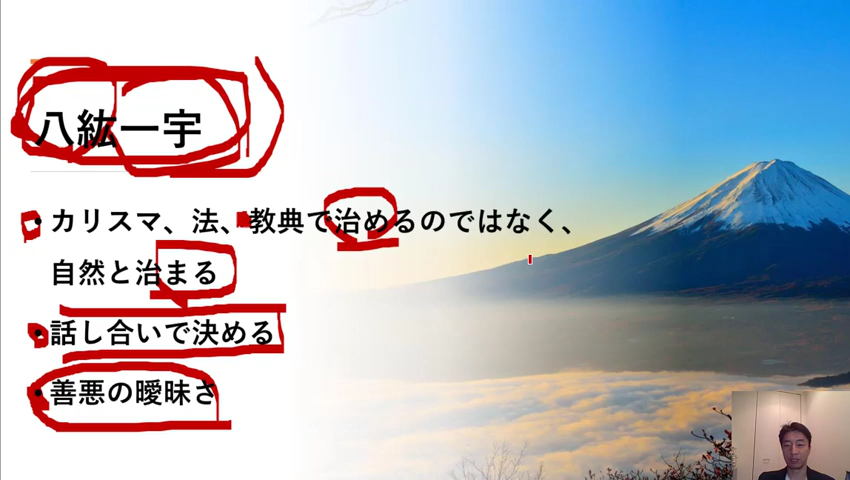 八紘一宇
• カリスマ、法、教典で治めるのではなく、
自然と治まる
• 話し合いで決める
• 善悪の曖昧さ